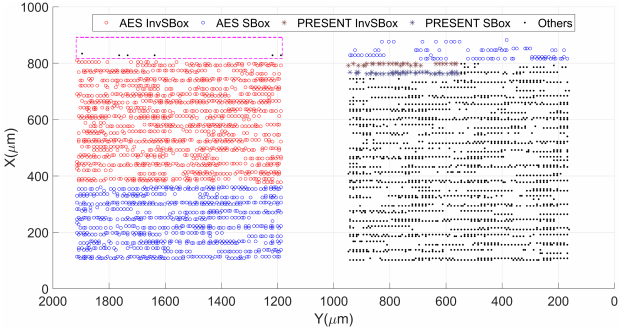 AES InvSBox AES SBox PRESENT InvSBox PRESENT SBox Others
1000
800
600
400
200
0
X(μm)
2000 1800 1600 1400 1200 1000 800 600 400 200 0
Y(μm)